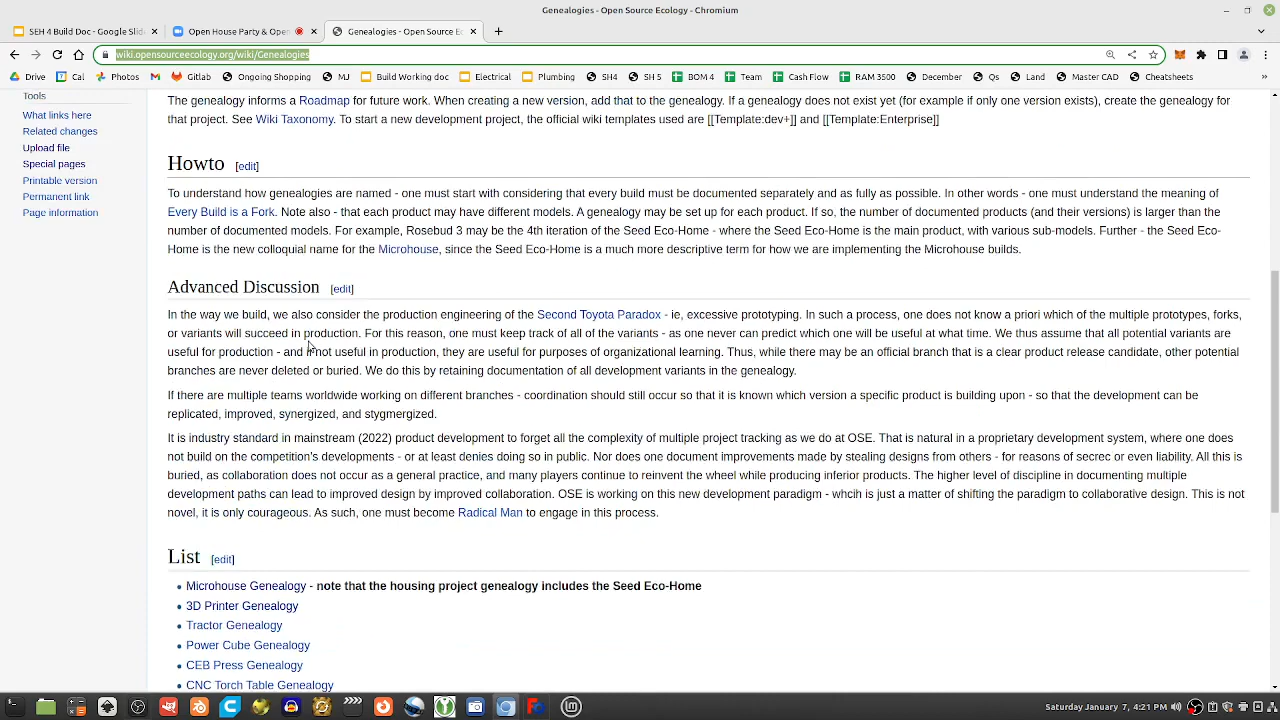 Genealogies - Open Source Ecology - Chromium
SEH 4 Build Doc - Google Slide
Open House Party & Open
Genealogies - Open Source Ec
wiki.opensourceecology.org/wiki/Genealogies
Drive Cal Photos Gitlab Ongoing Shopping MJ Build Working doc Electrical Plumbing SH4 SH 5 BOM 4 Team Cash Flow RAM 3500 December Qs Land Master CAD Cheatsheets
Tools
What links here
Related changes
Upload file
Special pages
Printable version
Permanent link
Page information
The genealogy informs a Roadmap for future work. When creating a new version, add that to the genealogy. If a genealogy does not exist yet (for example if only one version exists), create the genealogy for
that project. See Wiki Taxonomy. To start a new development project, the official wiki templates used are [[Template:dev+]] and [[Template:Enterprise]]
Howto [edit]
To understand how genealogies are named - one must start with considering that every build must be documented separately and as fully as possible. In other words - one must understand the meaning of
Every Build is a Fork. Note also - that each product may have different models. A genealogy may be set up for each product. If so, the number of documented products (and their versions) is larger than the
number of documented models. For example, Rosebud 3 may be the 4th iteration of the Seed Eco-Home - where the Seed Eco-Home is the main product, with various sub-models. Further - the Seed Eco-
Home is the new colloquial name for the Microhouse, since the Seed Eco-Home is a much more descriptive term for how we are implementing the Microhouse builds.
Advanced Discussion [edit]
In the way we build, we also consider the production engineering of the Second Toyota Paradox - ie, excessive prototyping. In such a process, one does not know a priori which of the multiple prototypes, forks,
or variants will succeed in production. For this reason, one must keep track of all of the variants - as one never can predict which one will be useful at what time. We thus assume that all potential variants are
useful for production - and if not useful in production, they are useful for purposes of organizational learning. Thus, while there may be an official branch that is a clear product release candidate, other potential
branches are never deleted or buried. We do this by retaining documentation of all development variants in the genealogy.
If there are multiple teams worldwide working on different branches - coordination should still occur so that it is known which version a specific product is building upon - so that the development can be
replicated, improved, synergized, and stygmergized.
It is industry standard in mainstream (2022) product development to forget all the complexity of multiple project tracking as we do at OSE. That is natural in a proprietary development system, where one does
not build on the competition's developments - or at least denies doing so in public. Nor does one document improvements made by stealing designs from others - for reasons of secrec or even liability. All this is
buried, as collaboration does not occur as a general practice, and many players continue to reinvent the wheel while producing inferior products. The higher level of discipline in documenting multiple
development paths can lead to improved design by improved collaboration. OSE is working on this new development paradigm - whcih is just a matter of shifting the paradigm to collaborative design. This is not
novel, it is only courageous. As such, one must become Radical Man to engage in this process.
List [edit]
Microhouse Genealogy - note that the housing project genealogy includes the Seed Eco-Home
3D Printer Genealogy
Tractor Genealogy
Power Cube Genealogy
CEB Press Genealogy
CNC Torch Table Genealogy
Saturday January 7, 4:21 PM